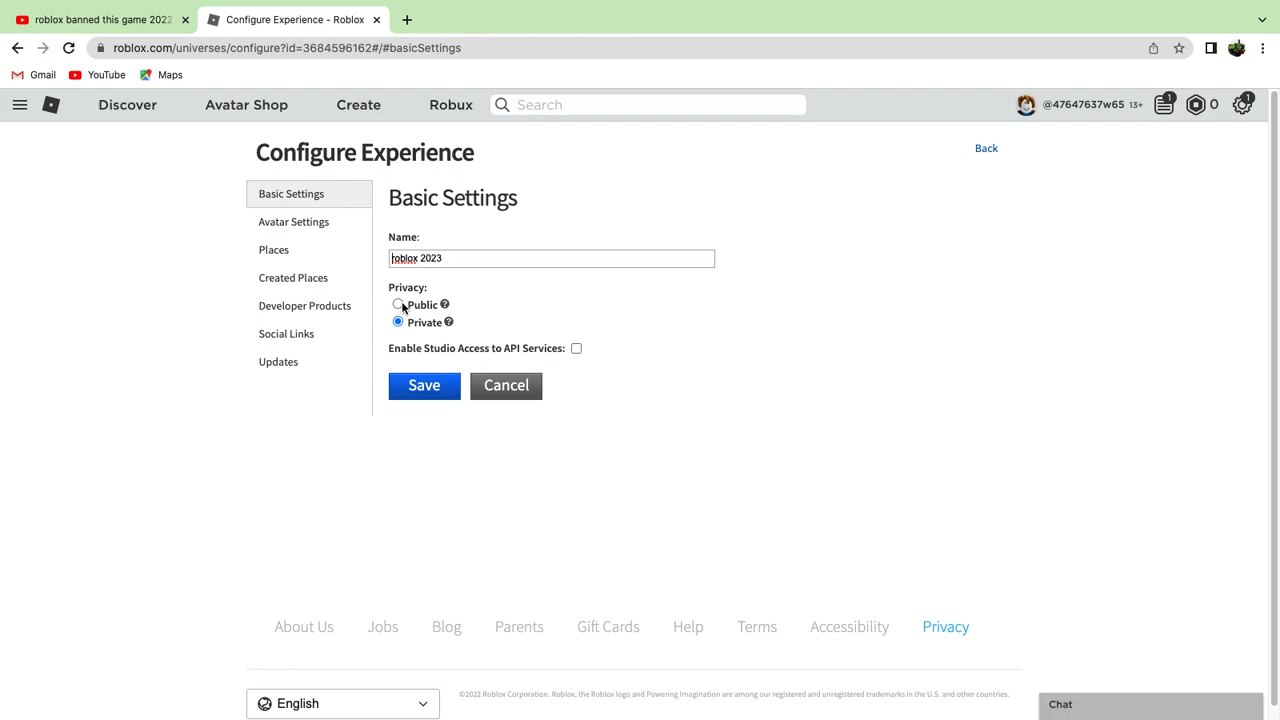 roblox banned this game 2022
Configure Experience - Roblox
roblox.com/universes/configure?id=3684596162#/#basicSettings
Gmail
YouTube
Maps
Discover
Avatar Shop
Create
Robux
Search
@47647637w65 13+
1
0
1
Configure Experience
Back
Basic Settings
Avatar Settings
Places
Created Places
Developer Products
Social Links
Updates
Basic Settings
Name:
roblox 2023
Privacy:
Public
Private
Enable Studio Access to API Services:
Save
Cancel
About Us
Jobs
Blog
Parents
Gift Cards
Help
Terms
Accessibility
Privacy
English
©2022 Roblox Corporation. Roblox, the Roblox logo and Powering Imagination are among our registered and unregistered trademarks in the U.S. and other countries.
Chat